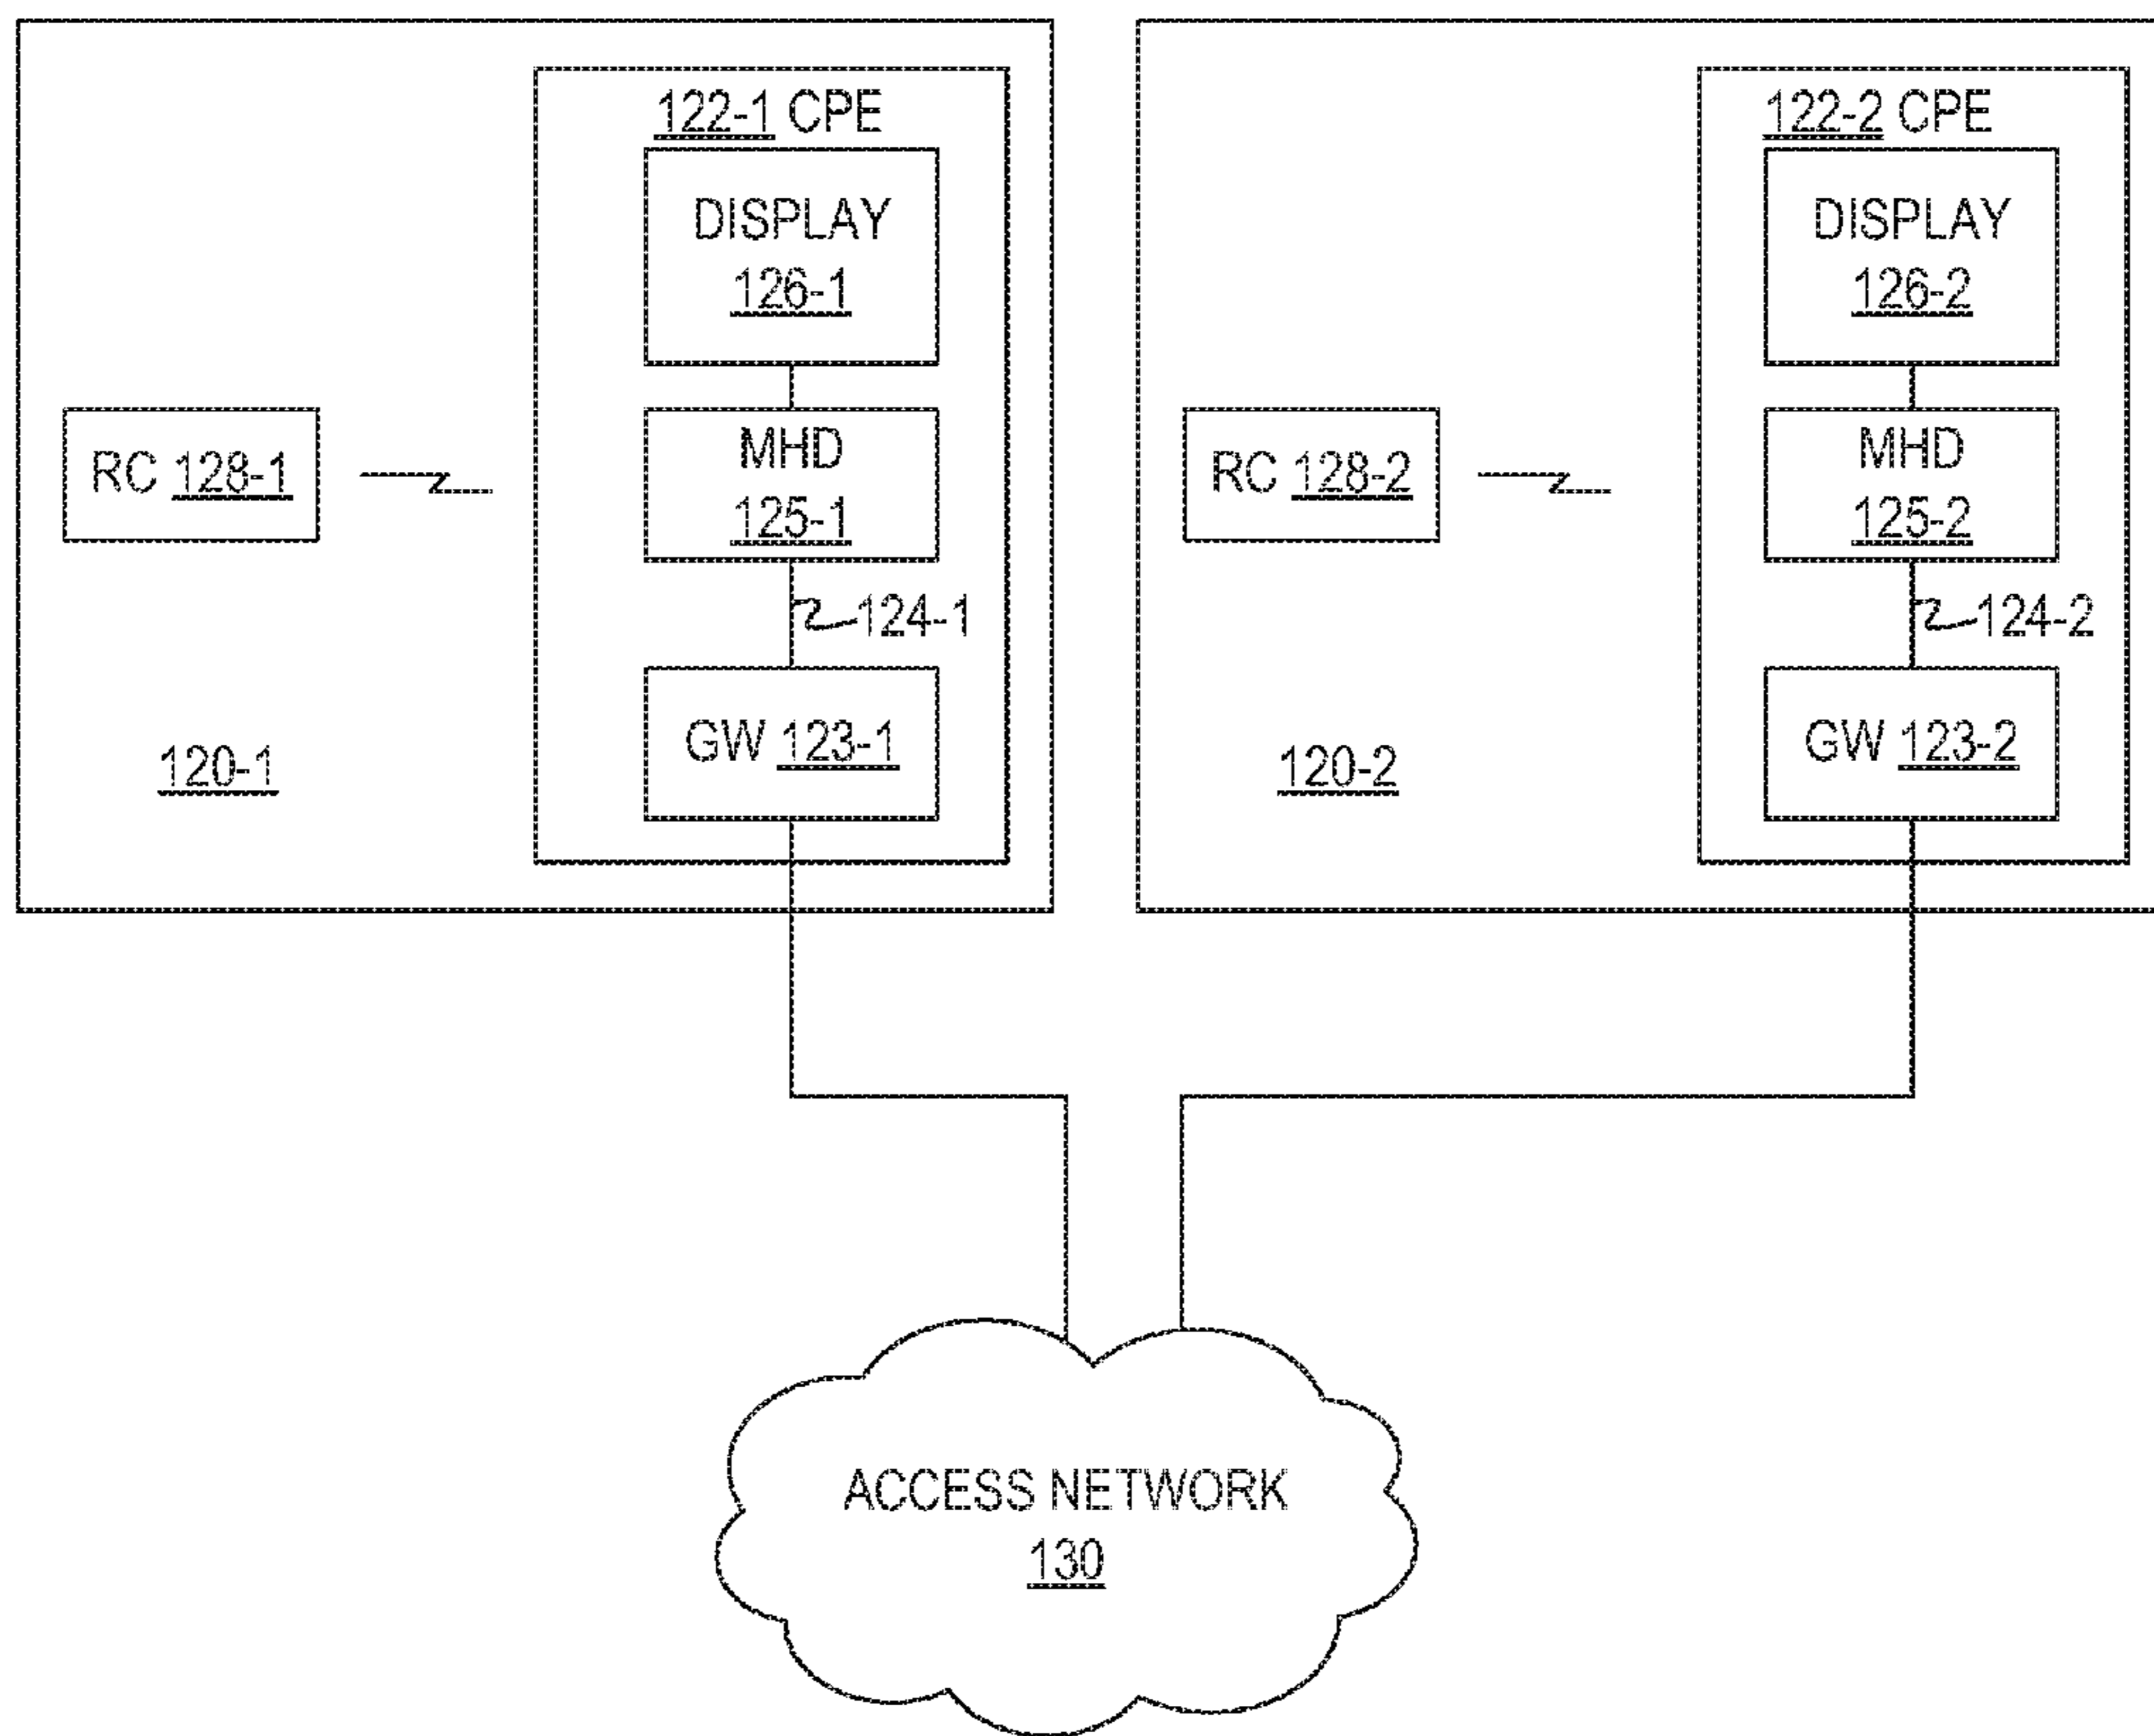 122-1 CPE
DISPLAY
126-1
RC 128-1
MHD
125-1
124-1
GW 123-1
120-1
122-2 CPE
DISPLAY
126-2
RC 128-2
MHD
125-2
124-2
GW 123-2
120-2
ACCESS NETWORK
130